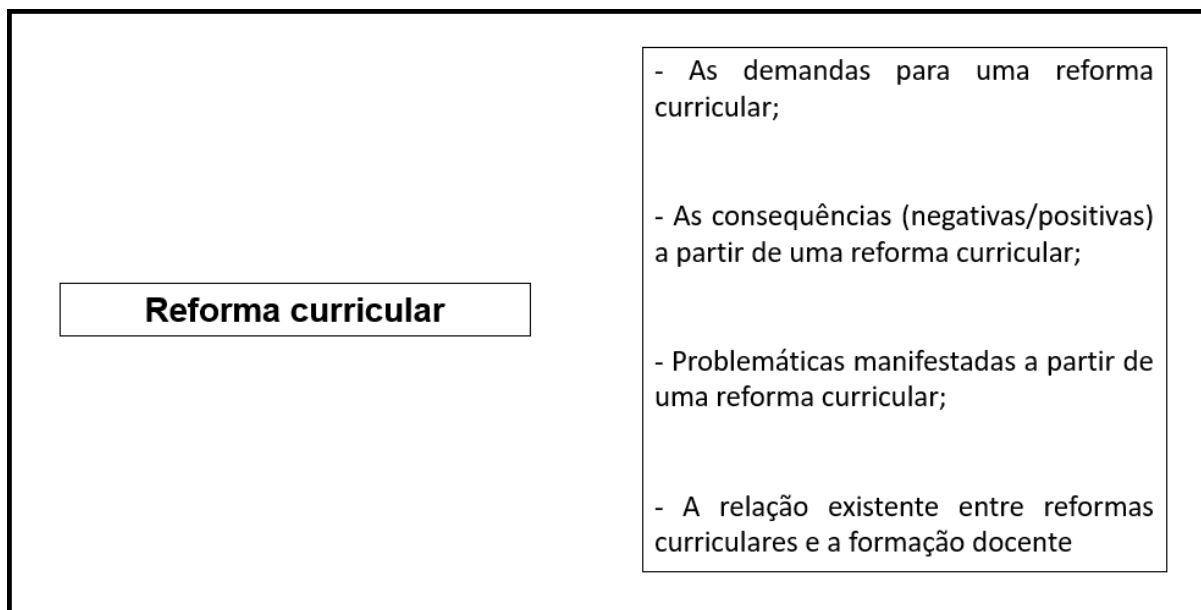 Reforma curricular
- As demandas para uma reforma
curricular;
- As consequências (negativas/positivas)
a partir de uma reforma curricular;
- Problemáticas manifestadas a partir de
uma reforma curricular;
- A relação existente entre reformas
curriculares e a formação docente